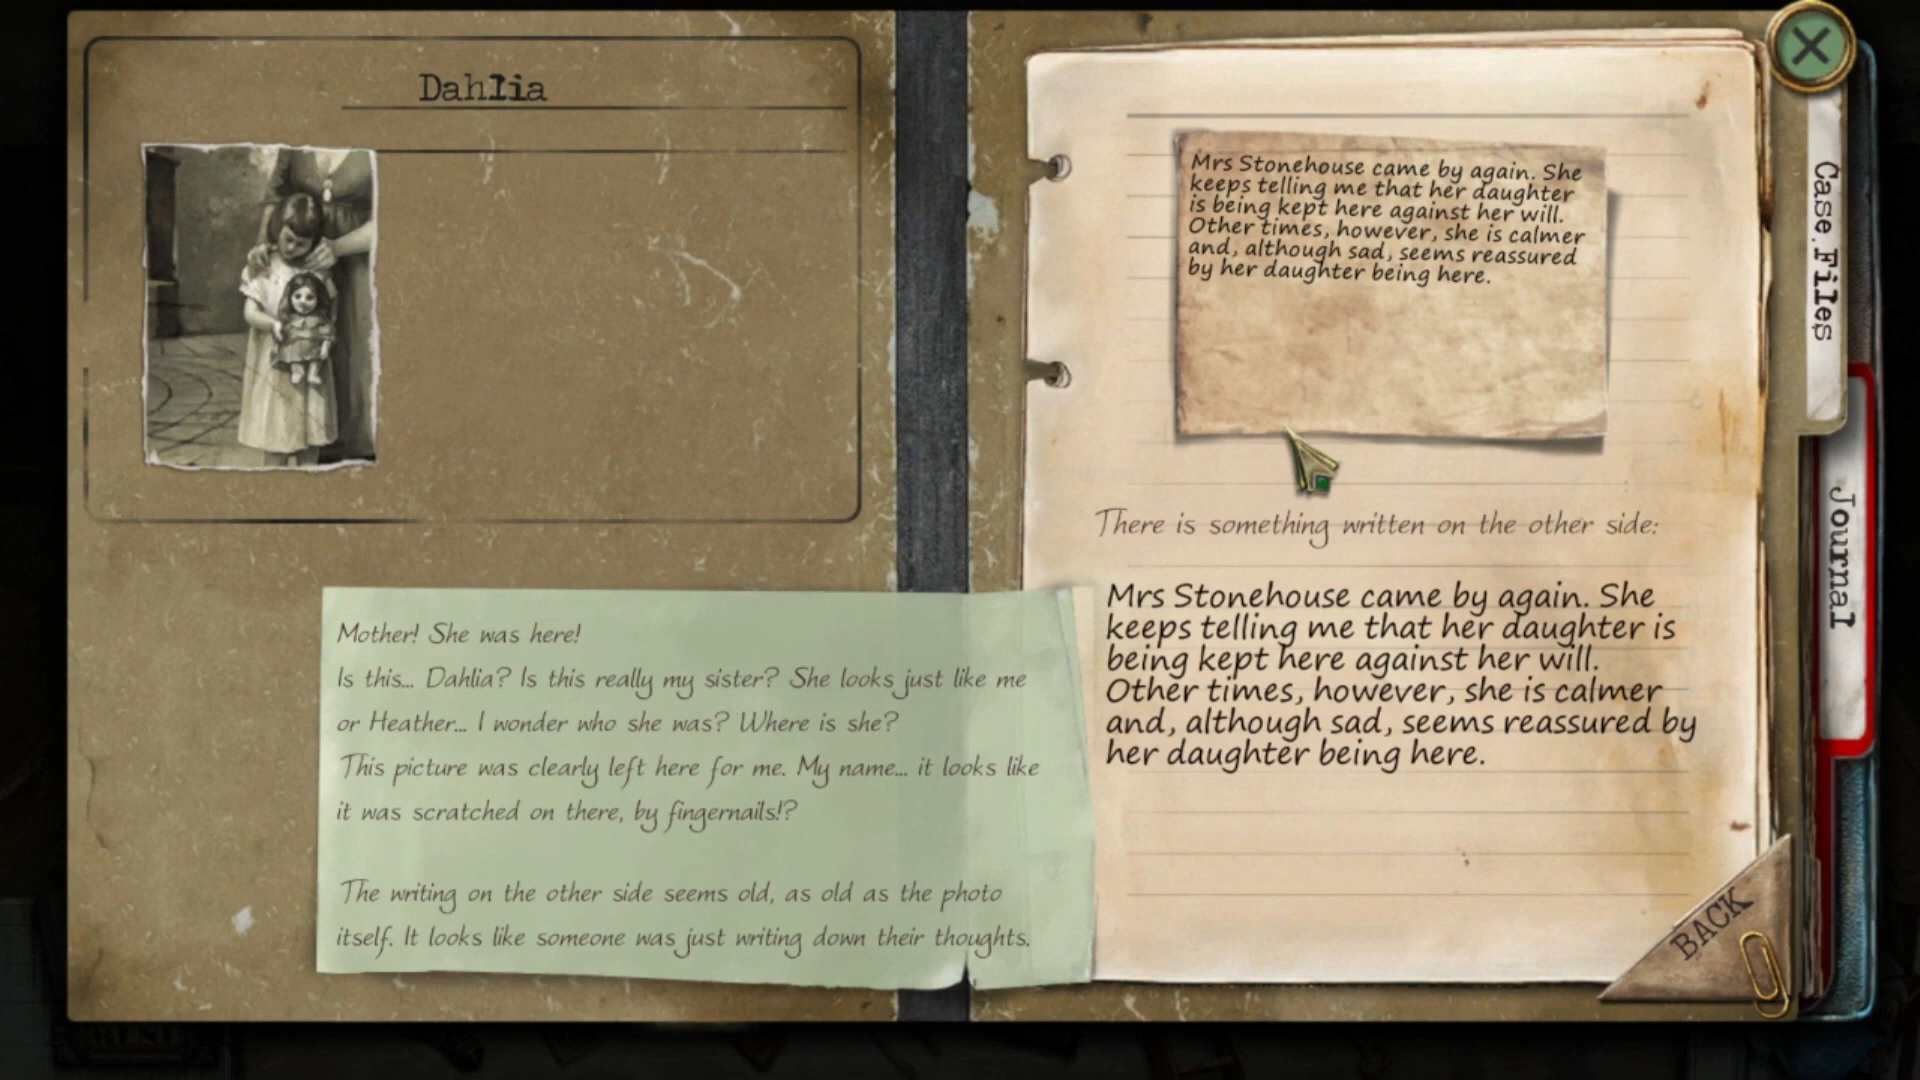 Dahlia
Mother! She was here!
Is this... Dahlia? Is this really my sister? She looks just like me
or Heather... I wonder who she was? Where is she?
This picture was clearly left here for me. My name... it looks like
it was scratched on there, by fingernails!?
The writing on the other side seems old, as old as the photo
itself. It looks like someone was just writing down their thoughts.
Mrs Stonehouse came by again. She
keeps telling me that her daughter
is being kept here against her will.
Other times, however, she is calmer
and, although sad, seems reassured
by her daughter being here.
There is something written on the other side:
Mrs Stonehouse came by again. She
keeps telling me that her daughter is
being kept here against her will.
Other times, however, she is calmer
and, although sad, seems reassured by
her daughter being here.
BACK
Case Files
Journal